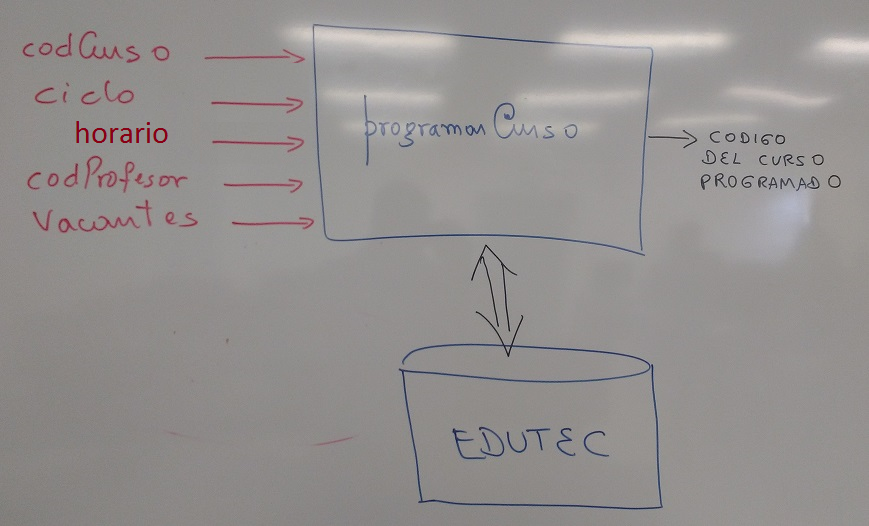 codCurso
ciclo
horario
codProfesor
Vacantes
programarCurso
CODIGO
DEL CURSO
PROGRAMADO
EDUTEC